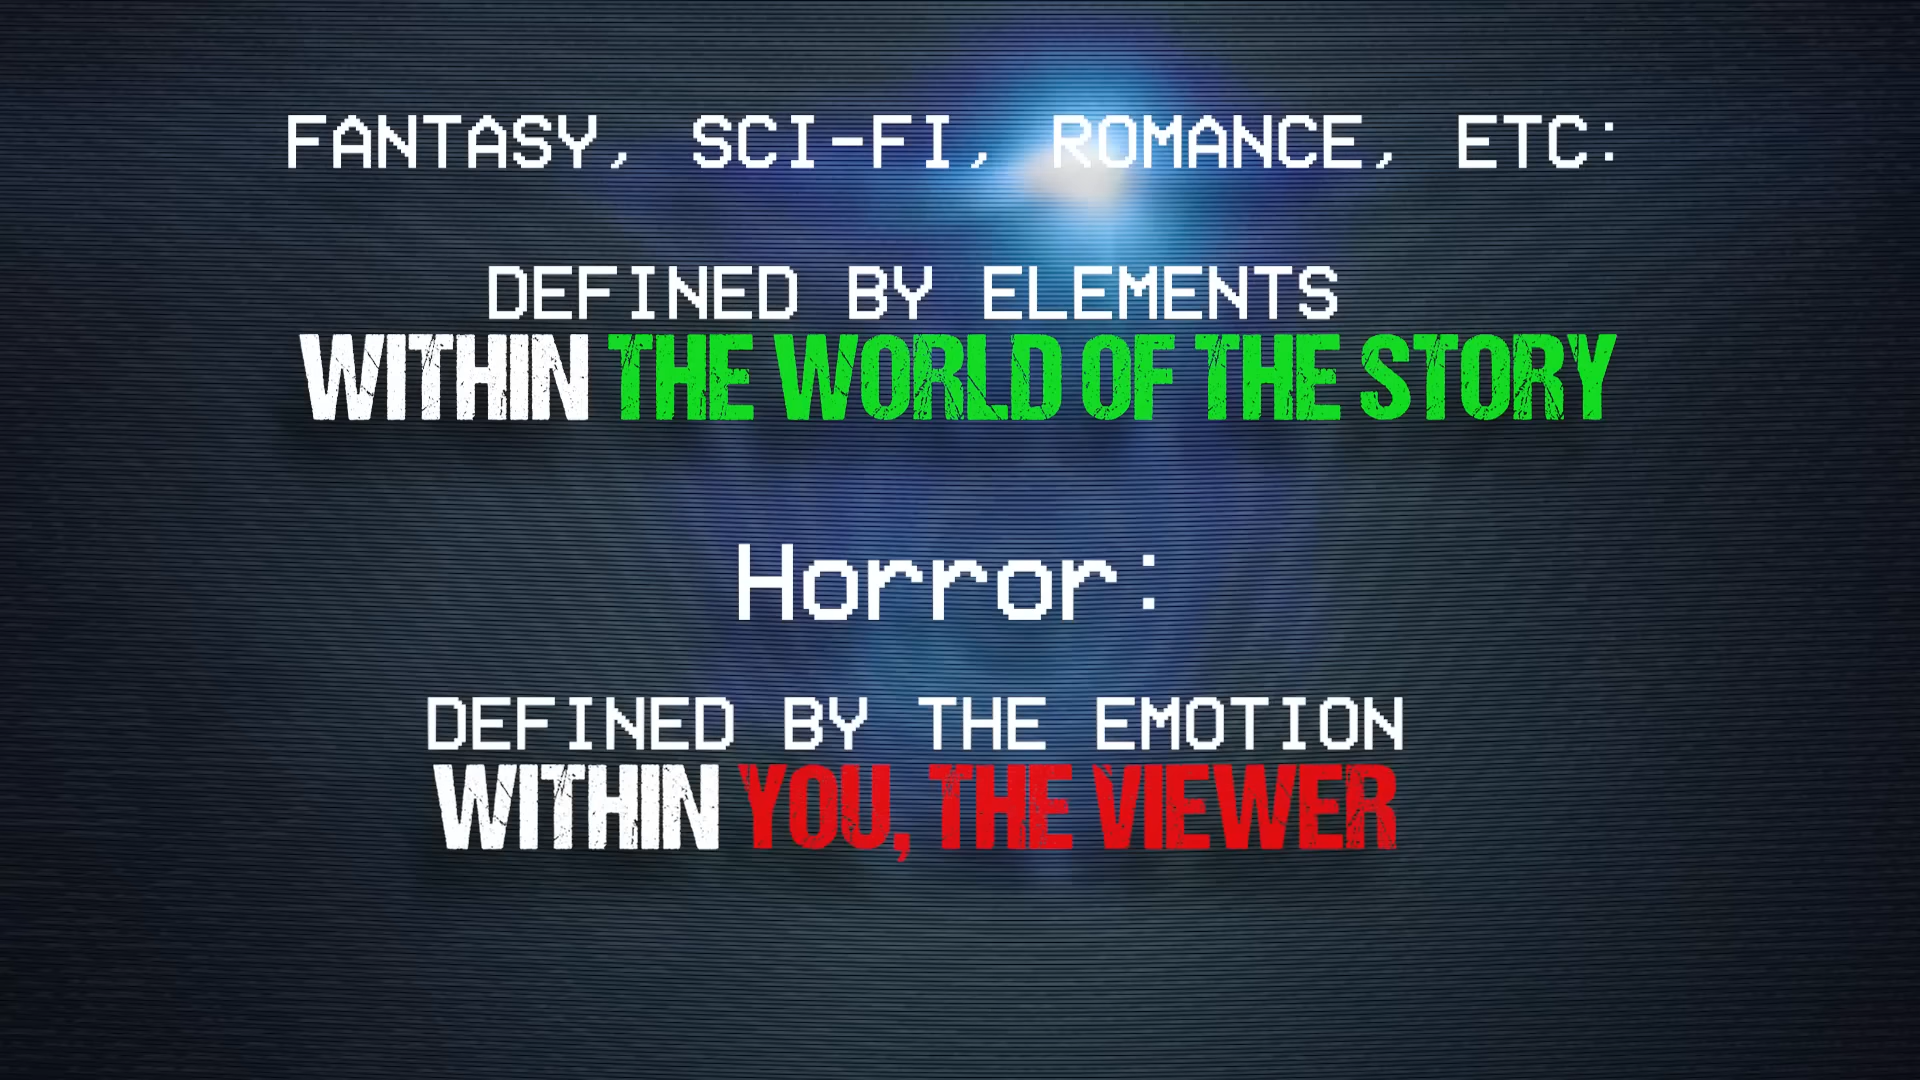 FANTASY, SCI-FI, ROMANCE, ETC:
DEFINED BY ELEMENTS
WITHIN THE WORLD OF THE STORY
Horror:
DEFINED BY THE EMOTION
WITHIN YOU, THE VIEWER